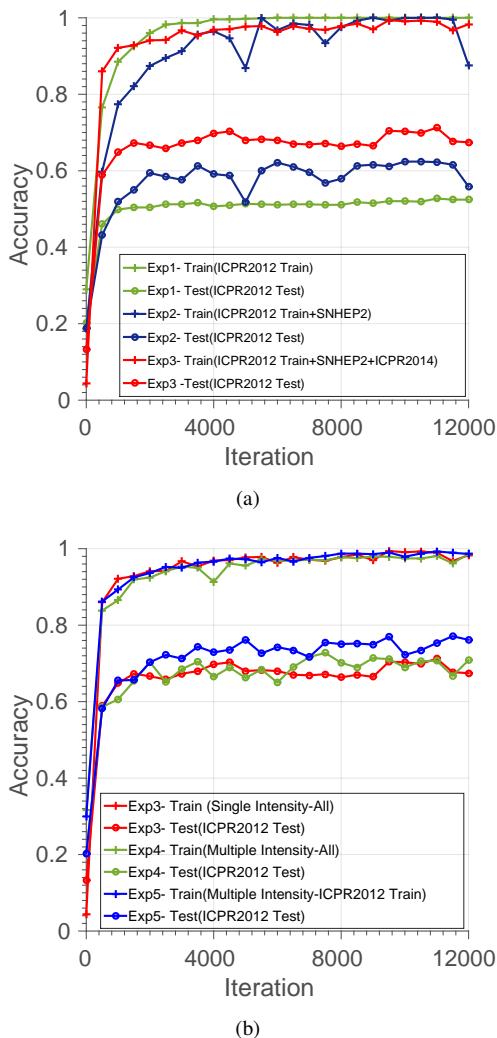 1
0.8
0.6
0.4
0.2
0
Accuracy
Exp1- Train(ICPR2012 Train)
Exp1- Test(ICPR2012 Test)
Exp2- Train(ICPR2012 Train+SNHEP2)
Exp2- Test(ICPR2012 Test)
Exp3- Train(ICPR2012 Train+SNHEP2+ICPR2014)
Exp3 -Test(ICPR2012 Test)
0 4000 8000 12000
Iteration
(a)
1
0.8
0.6
0.4
0.2
0
Accuracy
Exp3- Train (Single Intensity-All)
Exp3- Test(ICPR2012 Test)
Exp4- Train(Multiple Intensity-All)
Exp4- Test(ICPR2012 Test)
Exp5- Train(Multiple Intensity-ICPR2012 Train)
Exp5- Test(ICPR2012 Test)
0 4000 8000 12000
Iteration
(b)